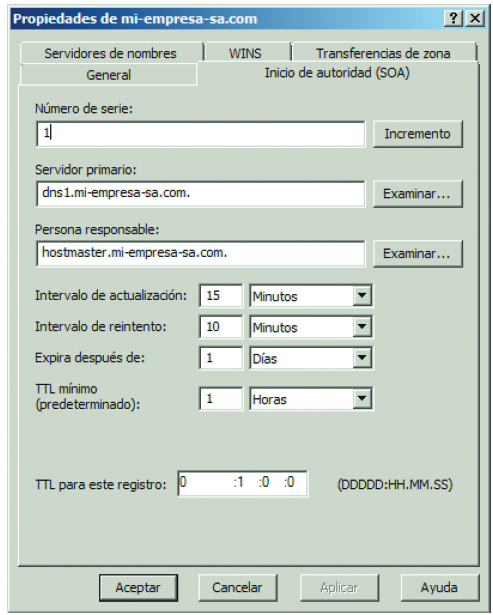 Propiedades de mi-empresa-sa.com
Servidores de nombres WINS Transferencias de zona
General Inicio de autoridad (SOA)
Número de serie:
1 Incremento
Servidor primario:
dns1.mi-empresa-sa.com. Examinar...
Persona responsable:
hostmaster.mi-empresa-sa.com. Examinar...
Intervalo de actualización: 15 Minutos
Intervalo de reintento: 10 Minutos
Expira después de: 1 Días
TTL mínimo
(predeterminado): 1 Horas
TTL para este registro: 0 :1 :0 :0 (DDDDD:HH.MM.SS)
Aceptar Cancelar Aplicar Ayuda